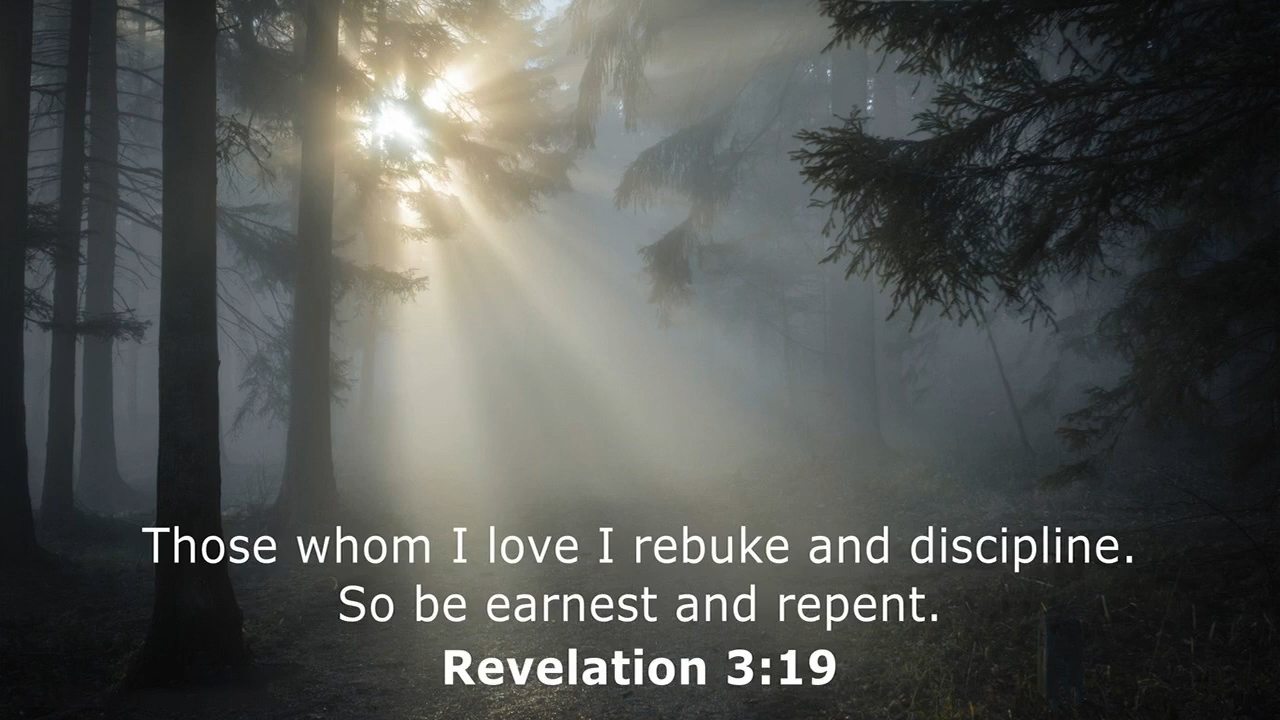 Those whom I love I rebuke and discipline.
So be earnest and repent.
Revelation 3:19